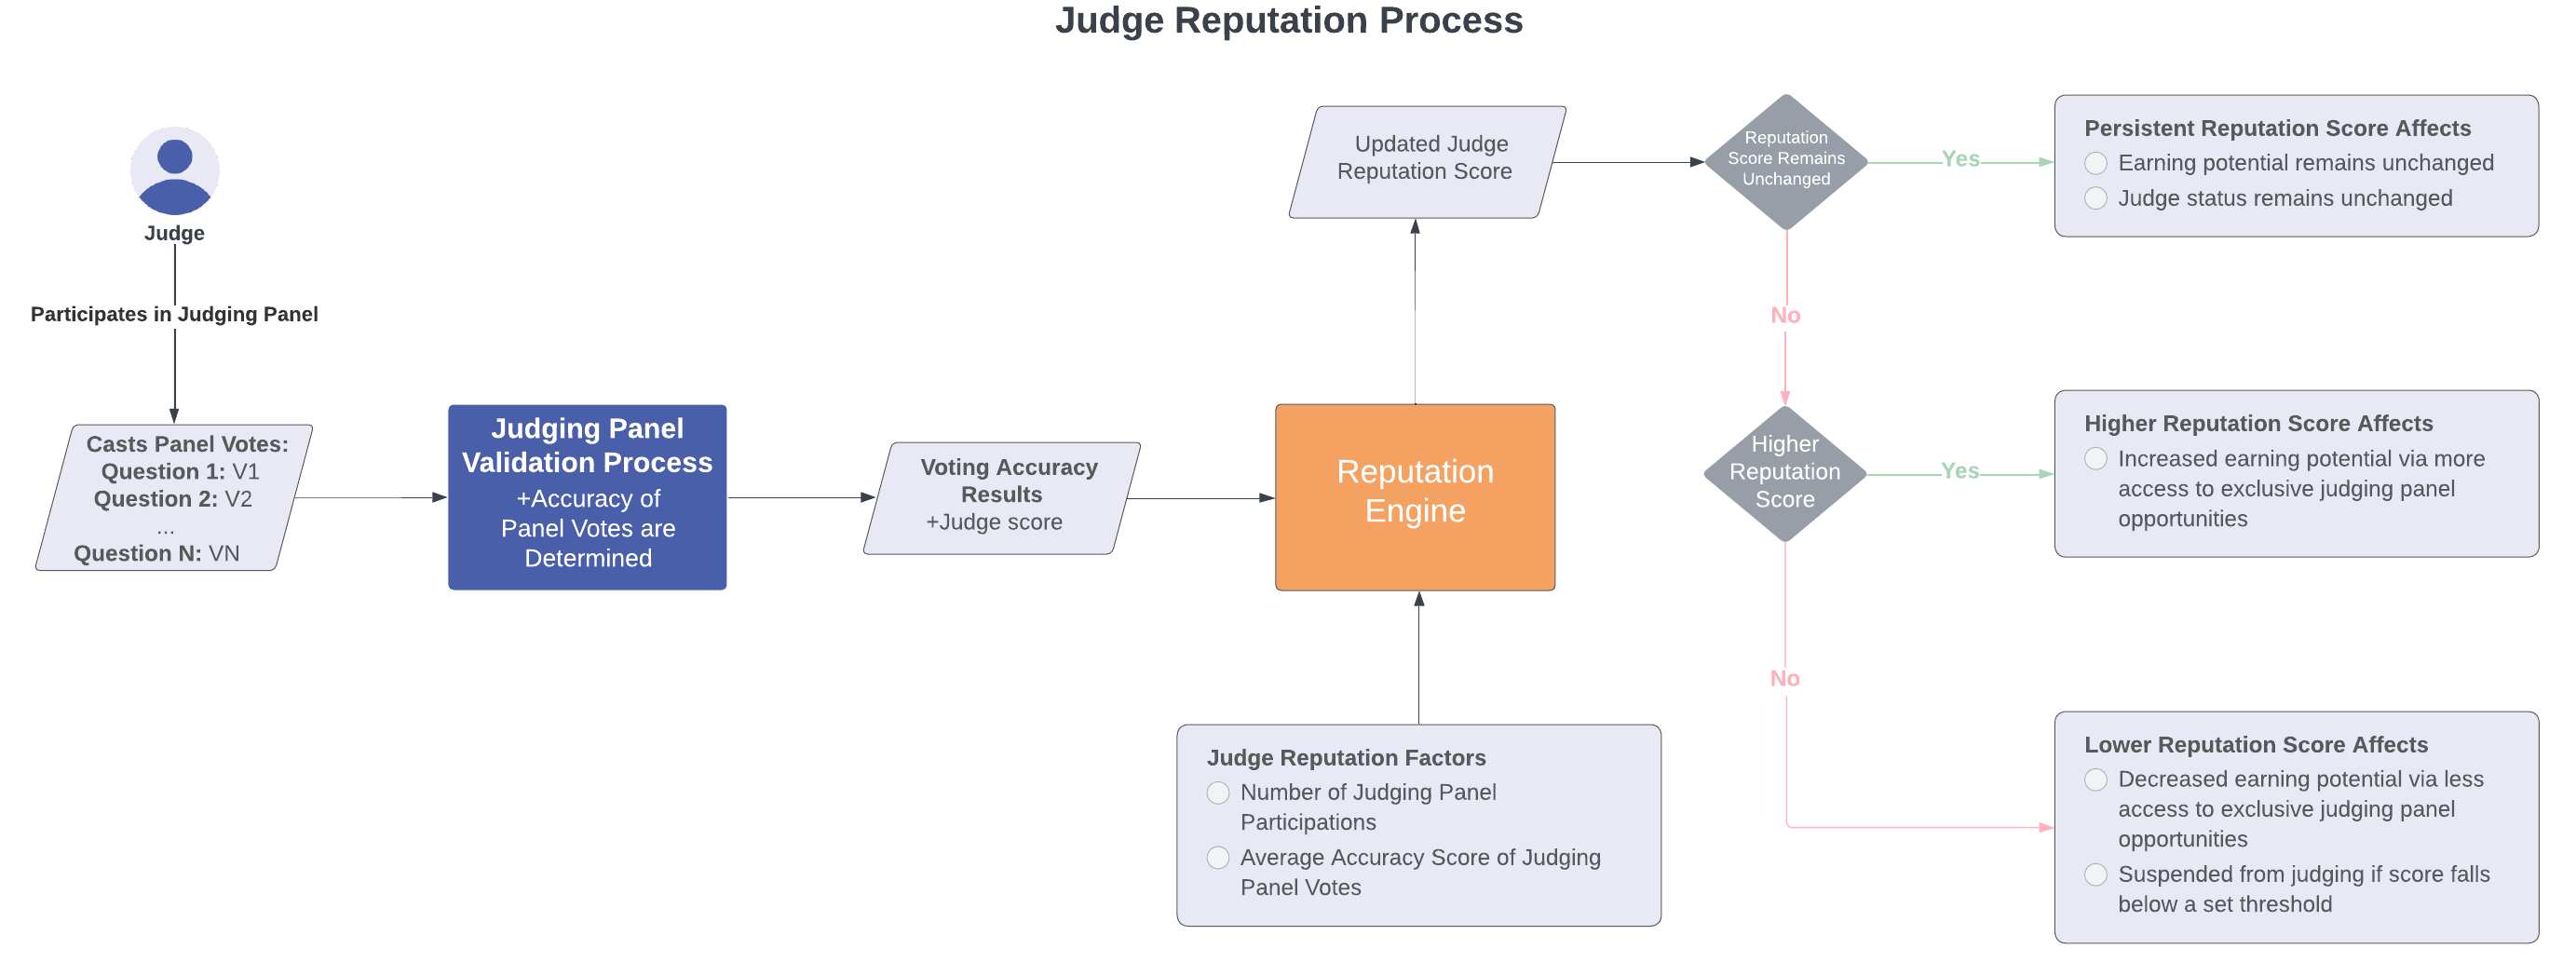 Judge Reputation Process
Judge
Participates in Judging Panel
Casts Panel Votes:
Question 1: V1
Question 2: V2
...
Question N: VN
Judging Panel
Validation Process
+Accuracy of
Panel Votes are
Determined
Voting Accuracy
Results
+Judge score
Reputation
Engine
Judge Reputation Factors
Number of Judging Panel
Participations
Average Accuracy Score of Judging
Panel Votes
Updated Judge
Reputation Score
Reputation
Score Remains
Unchanged
Yes
Persistent Reputation Score Affects
Earning potential remains unchanged
Judge status remains unchanged
No
Higher
Reputation
Score
Yes
Higher Reputation Score Affects
Increased earning potential via more
access to exclusive judging panel
opportunities
No
Lower Reputation Score Affects
Decreased earning potential via less
access to exclusive judging panel
opportunities
Suspended from judging if score falls
below a set threshold